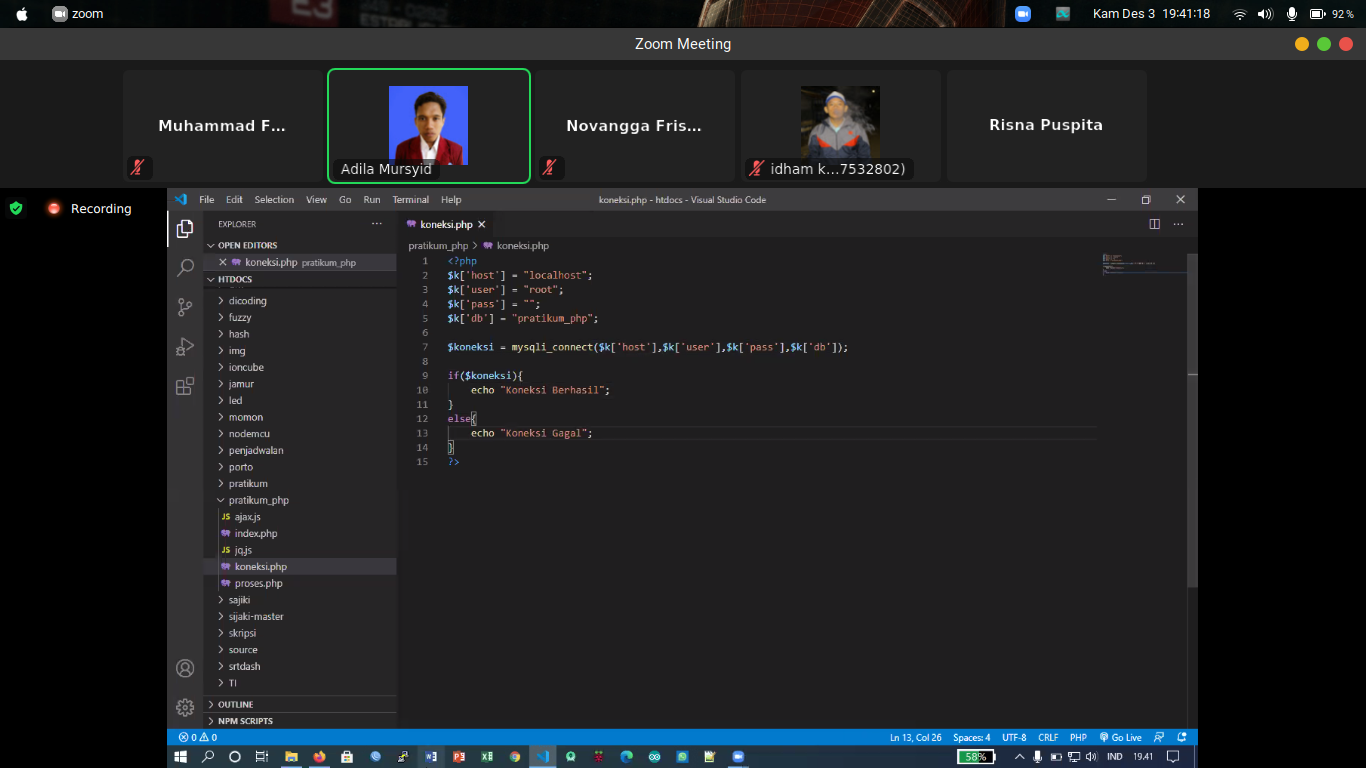 zoom
Kam Des 3 19:41:18
92 %
Zoom Meeting
Muhammad F...
Adila Mursyid
Novangga Fris...
idham k...7532802)
Risna Puspita
Recording
File Edit Selection View Go Run Terminal Help
koneksi.php - htdocs - Visual Studio Code
EXPLORER
OPEN EDITORS
koneksi.php pratikum_php
HTDOCS
dicoding
fuzzy
hash
img
ioncube
jamur
led
momon
nodemcu
penjadwalan
porto
pratikum
pratikum_php
JS ajax.js
index.php
JS jq.js
koneksi.php
proses.php
sajiki
sijaki-master
skripsi
source
srtdash
TI
OUTLINE
NPM SCRIPTS
koneksi.php
pratikum_php > koneksi.php
1 <?php
2 $k['host'] = "localhost";
3 $k['user'] = "root";
4 $k['pass'] = "";
5 $k['db'] = "pratikum_php";
6
7 $koneksi = mysqli_connect($k['host'],$k['user'],$k['pass'],$k['db']);
8
9 if($koneksi){
10 echo "Koneksi Berhasil";
11 }
12 else{
13 echo "Koneksi Gagal";
14 }
15 ?>
0 0
Ln 13, Col 26 Spaces: 4 UTF-8 CRLF PHP Go Live
58%
IND 19.41